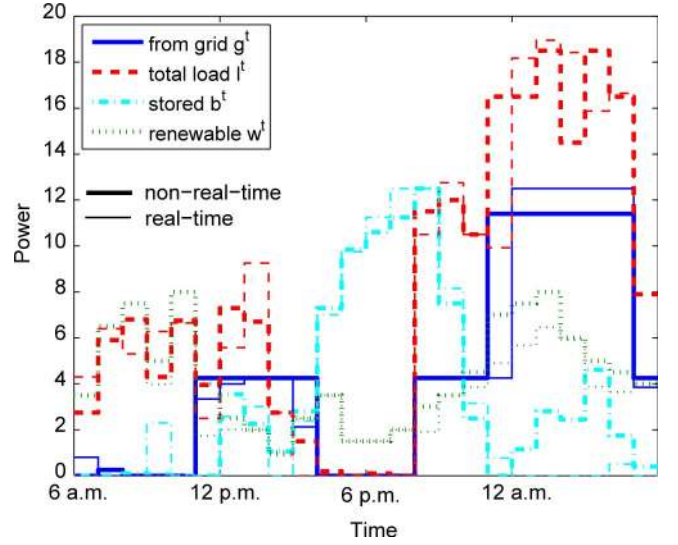 20
18
16
14
12
10
8
6
4
2
0
Power
from grid g^t
total load l^t
stored b^t
renewable w^t
non-real-time
real-time
6 a.m. 12 p.m. 6 p.m. 12 a.m.
Time